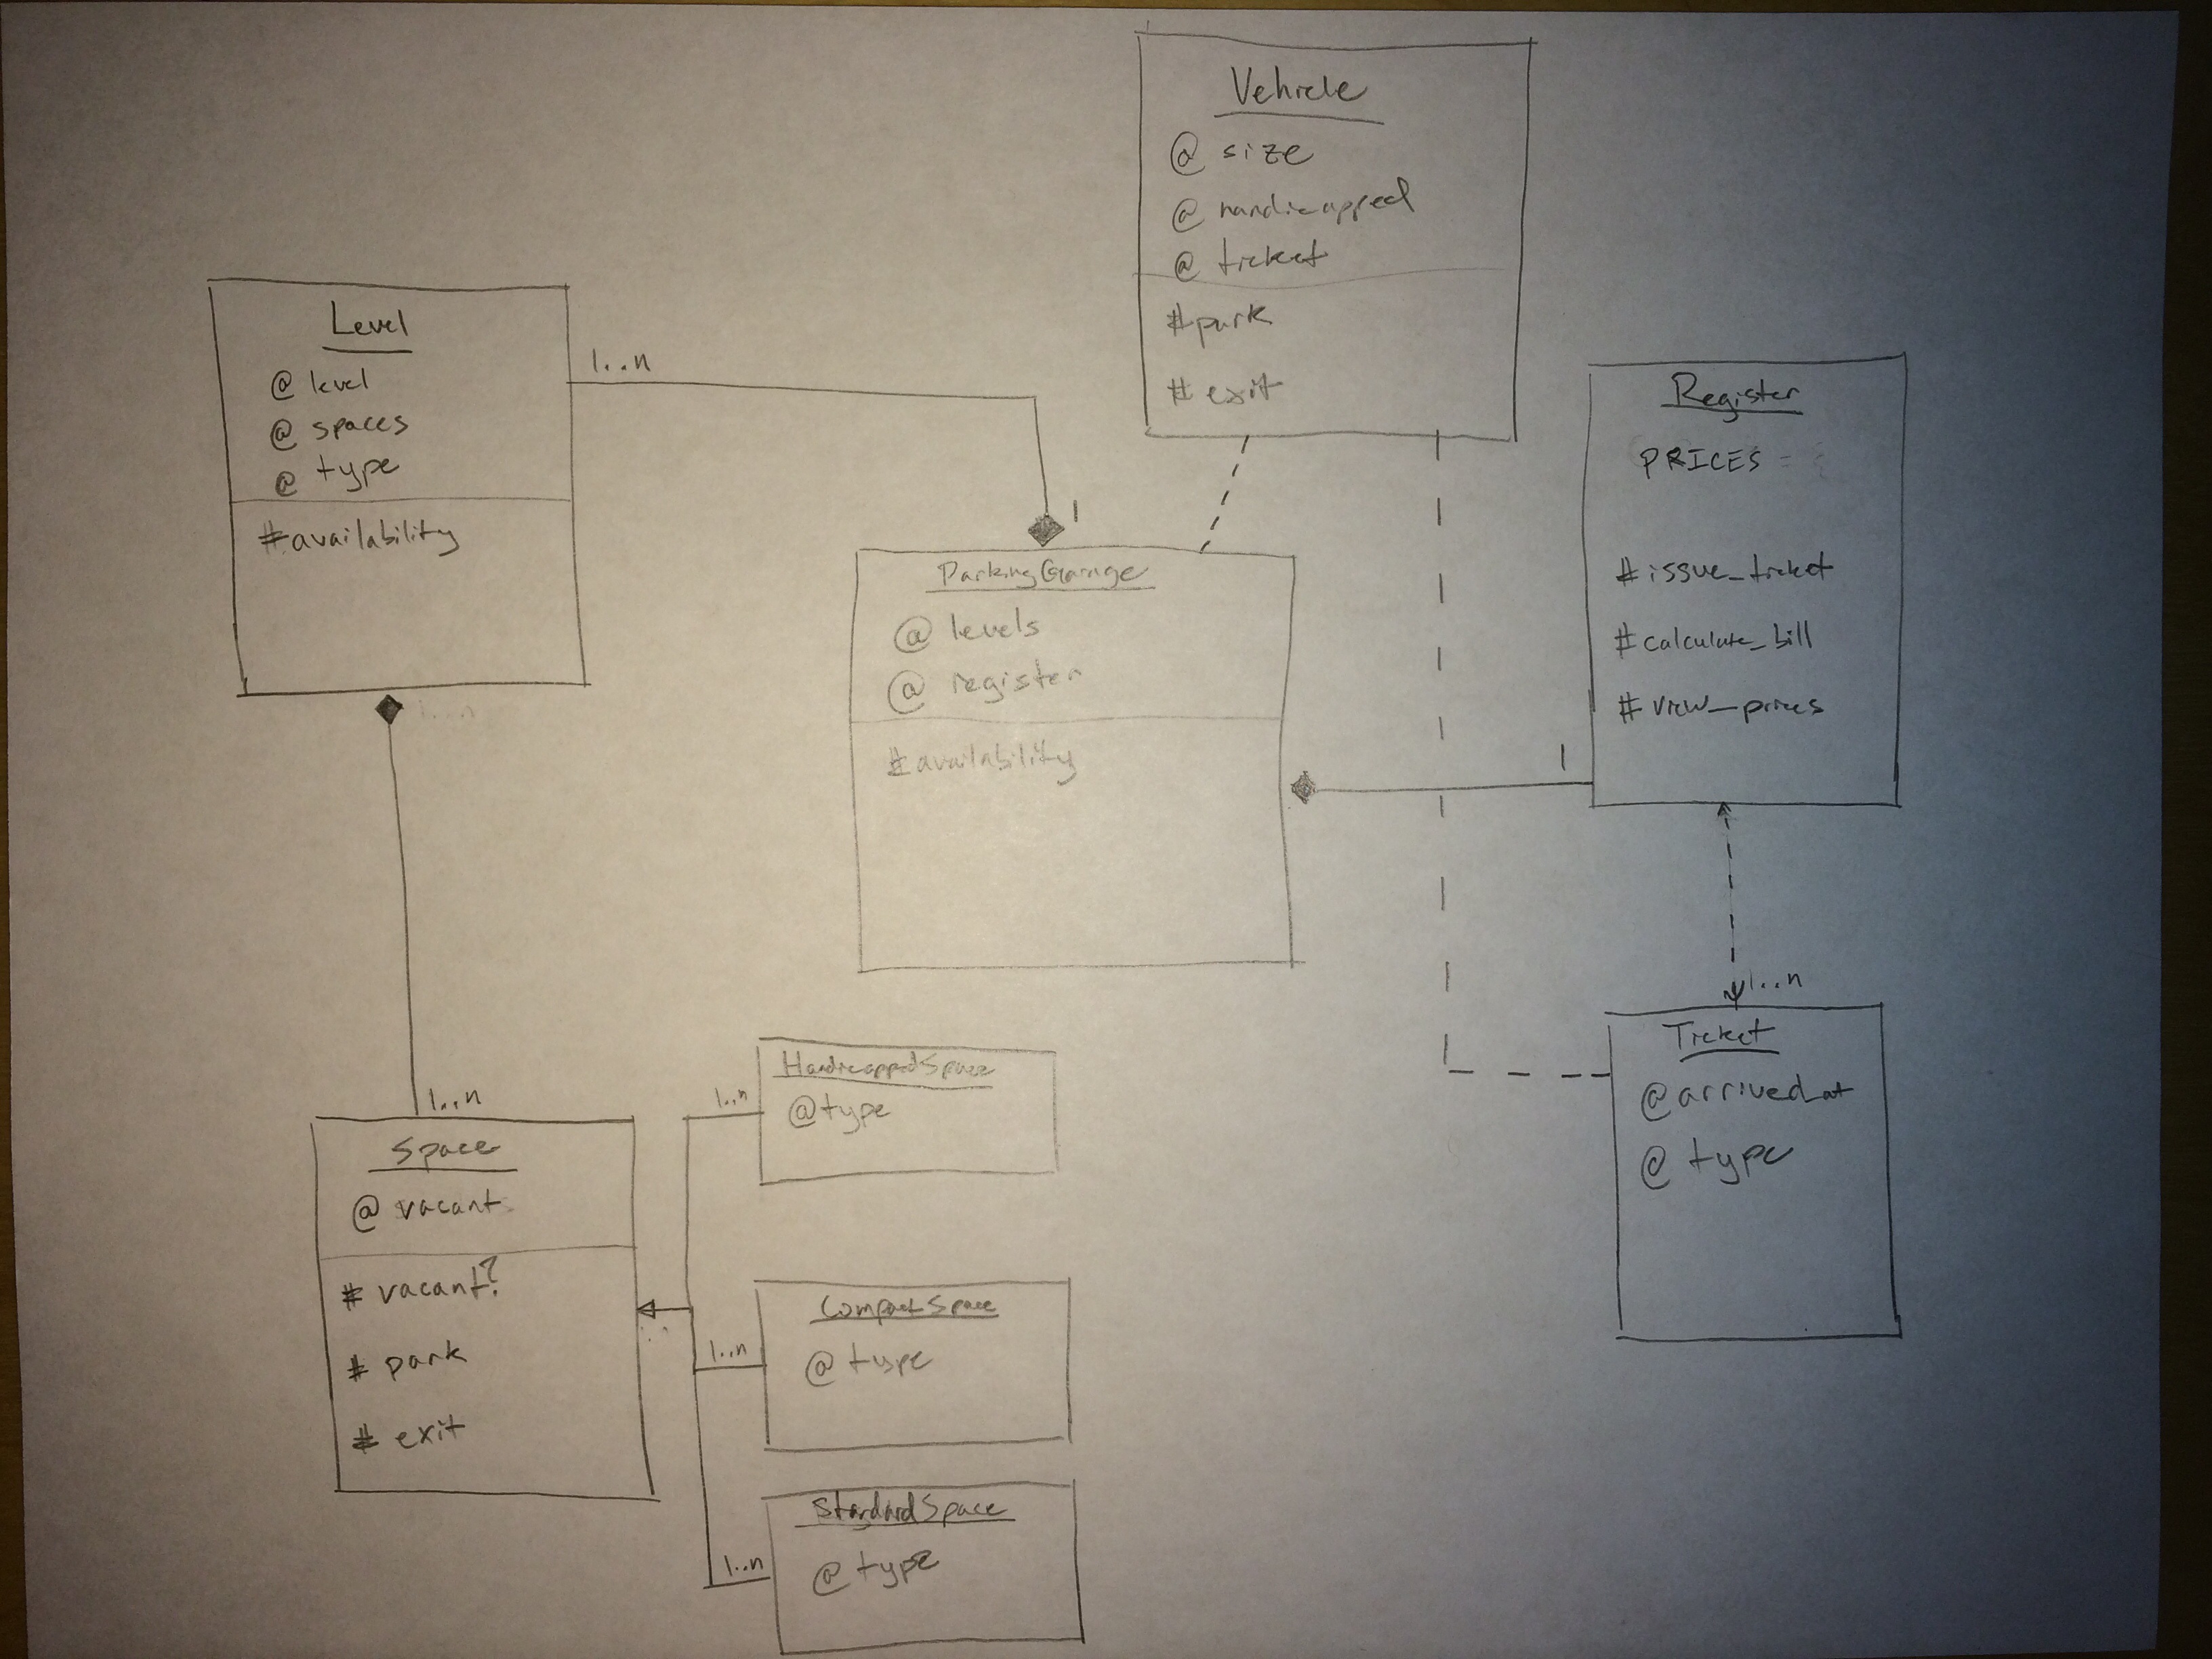 Level
@ level
@ spaces
@ type
#availability
1..n
1...n
Space
@ vacant
# vacant?
# park
# exit
1...n
1..n
HandicappedSpace
@type
1..n
CompactSpace
@ type
1..n
StandardSpace
@ type
ParkingGarage
@ levels
@ register
#availability
1
Vehicle
@ size
@ handicapped
@ ticket
#park
# exit
Register
PRICES =
#issue_ticket
#calculate_bill
#view_prices
1
Ticket
@arrived_at
@ type
1...n